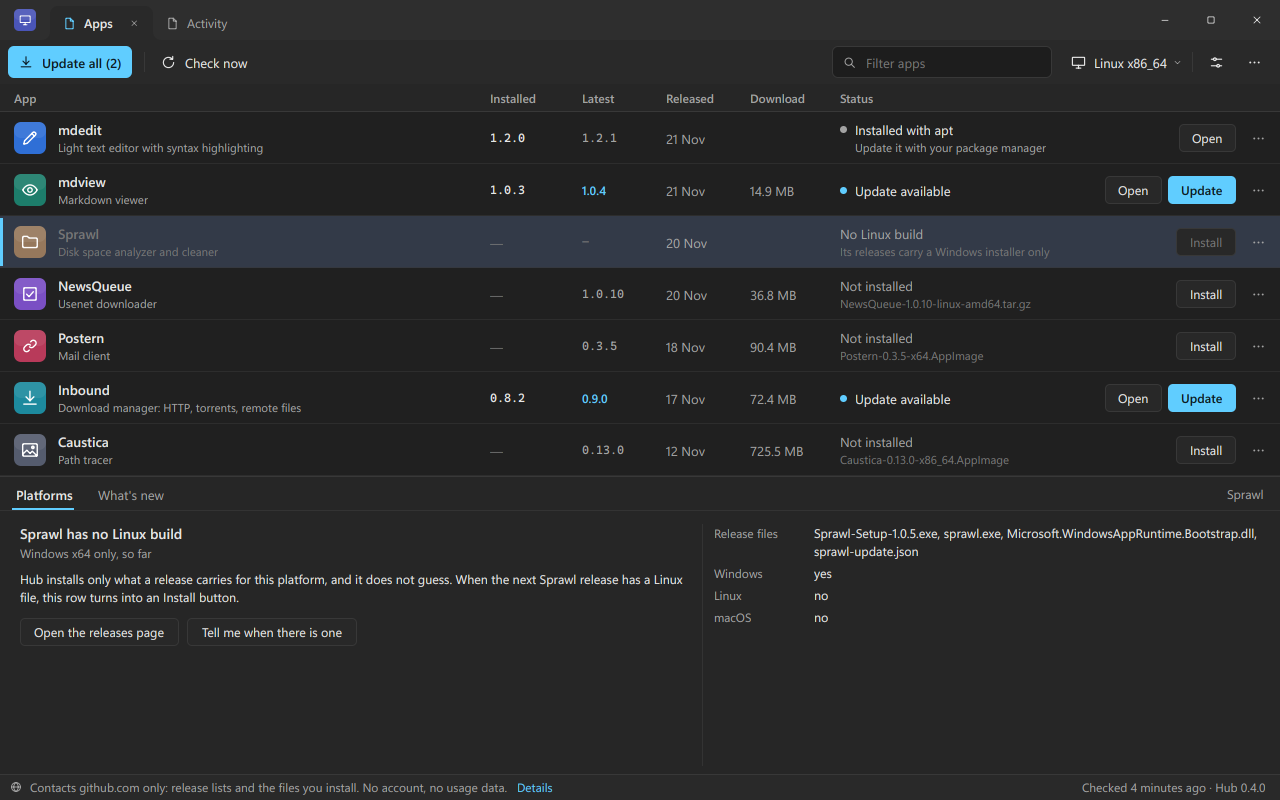 Apps
Activity
Update all (2)
Check now
Filter apps
Linux x86_64
App
Installed
Latest
Released
Download
Status
mdedit
Light text editor with syntax highlighting
1.2.0
1.2.1
21 Nov
Installed with apt
Update it with your package manager
Open
mdview
Markdown viewer
1.0.3
1.0.4
21 Nov
14.9 MB
Update available
Open
Update
Sprawl
Disk space analyzer and cleaner
—
–
20 Nov
No Linux build
Its releases carry a Windows installer only
Install
NewsQueue
Usenet downloader
—
1.0.10
20 Nov
36.8 MB
Not installed
NewsQueue-1.0.10-linux-amd64.tar.gz
Install
Postern
Mail client
—
0.3.5
18 Nov
90.4 MB
Not installed
Postern-0.3.5-x64.AppImage
Install
Inbound
Download manager: HTTP, torrents, remote files
0.8.2
0.9.0
17 Nov
72.4 MB
Update available
Open
Update
Caustica
Path tracer
—
0.13.0
12 Nov
725.5 MB
Not installed
Caustica-0.13.0-x86_64.AppImage
Install
Platforms
What's new
Sprawl
Sprawl has no Linux build
Windows x64 only, so far
Hub installs only what a release carries for this platform, and it does not guess. When the next Sprawl release has a Linux
file, this row turns into an Install button.
Open the releases page
Tell me when there is one
Release files
Sprawl-Setup-1.0.5.exe, sprawl.exe, Microsoft.WindowsAppRuntime.Bootstrap.dll,
sprawl-update.json
Windows
yes
Linux
no
macOS
no
Contacts github.com only: release lists and the files you install. No account, no usage data.
Details
Checked 4 minutes ago · Hub 0.4.0